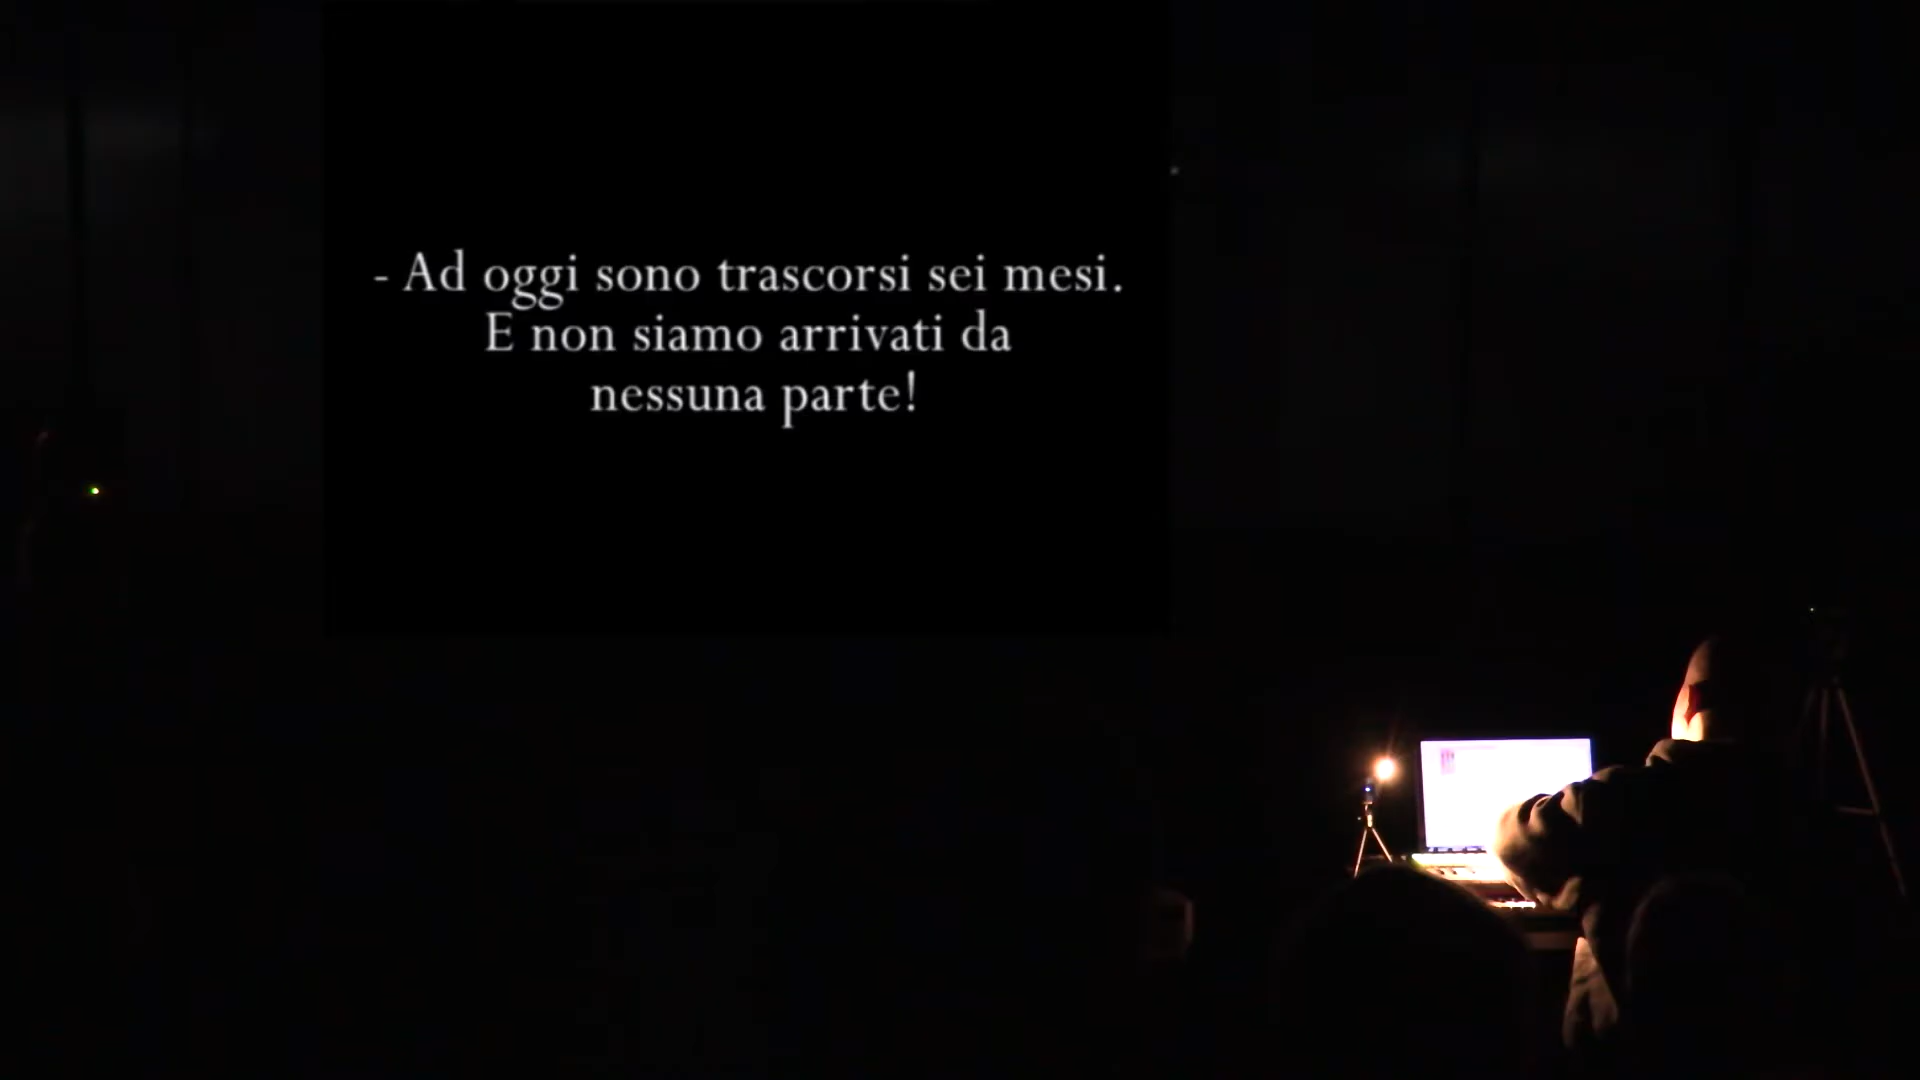 - Ad oggi sono trascorsi sei mesi.
E non siamo arrivati da
nessuna parte!